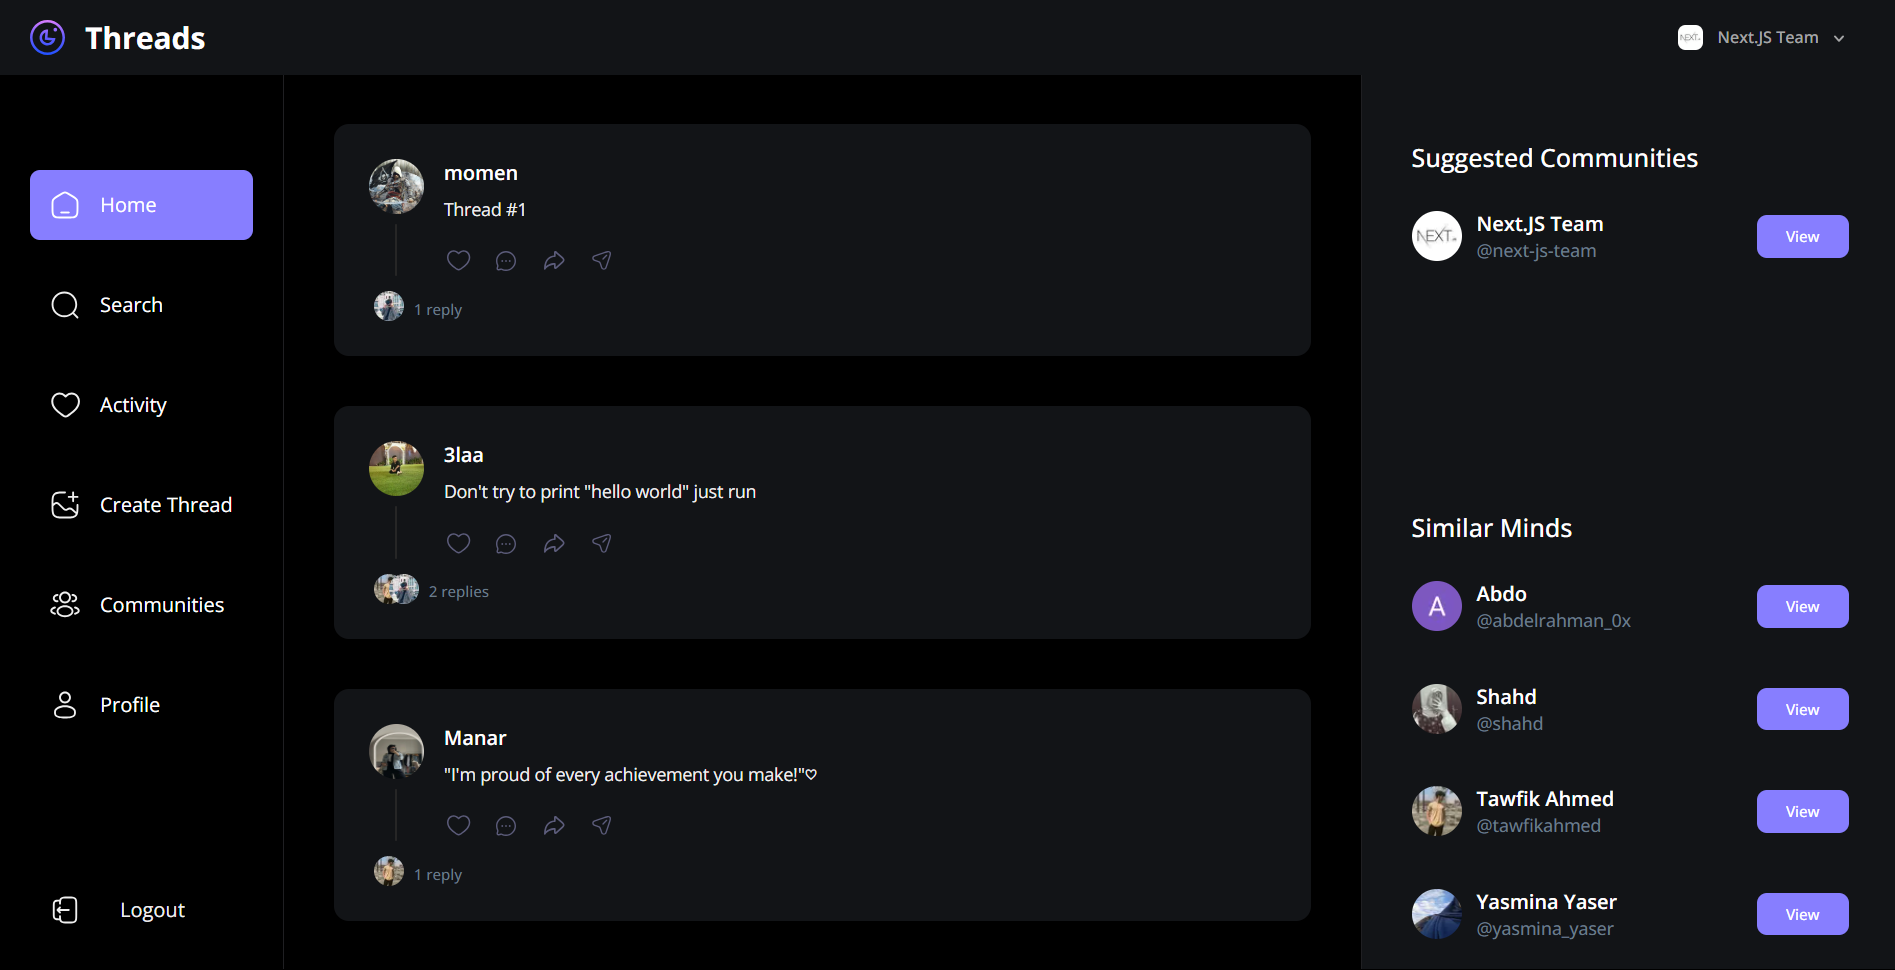 Threads
NEXT.
Next.JS Team
Home
Search
Activity
Create Thread
Communities
Profile
Logout
momen
Thread #1
1 reply
3laa
Don't try to print "hello world" just run
2 replies
Manar
"I'm proud of every achievement you make!"♡
1 reply
Suggested Communities
NEXT.
Next.JS Team
@next-js-team
View
Similar Minds
A
Abdo
@abdelrahman_0x
View
Shahd
@shahd
View
Tawfik Ahmed
@tawfikahmed
View
Yasmina Yaser
@yasmina_yaser
View